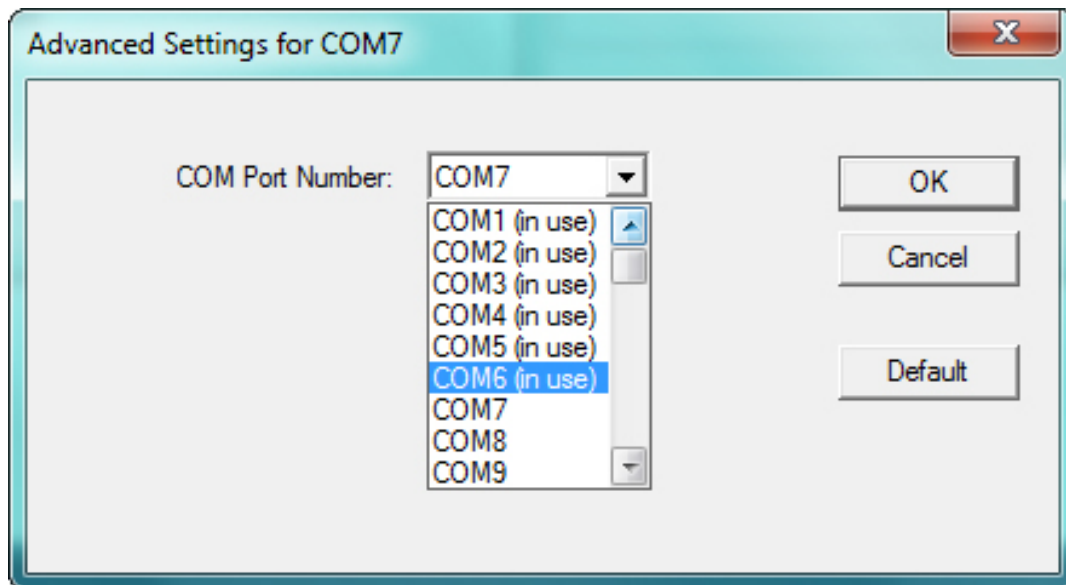 Advanced Settings for COM7
COM Port Number:
COM7
OK
COM1 (in use)
COM2 (in use)
COM3 (in use)
COM4 (in use)
COM5 (in use)
COM6 (in use)
COM7
COM8
COM9
Cancel
Default